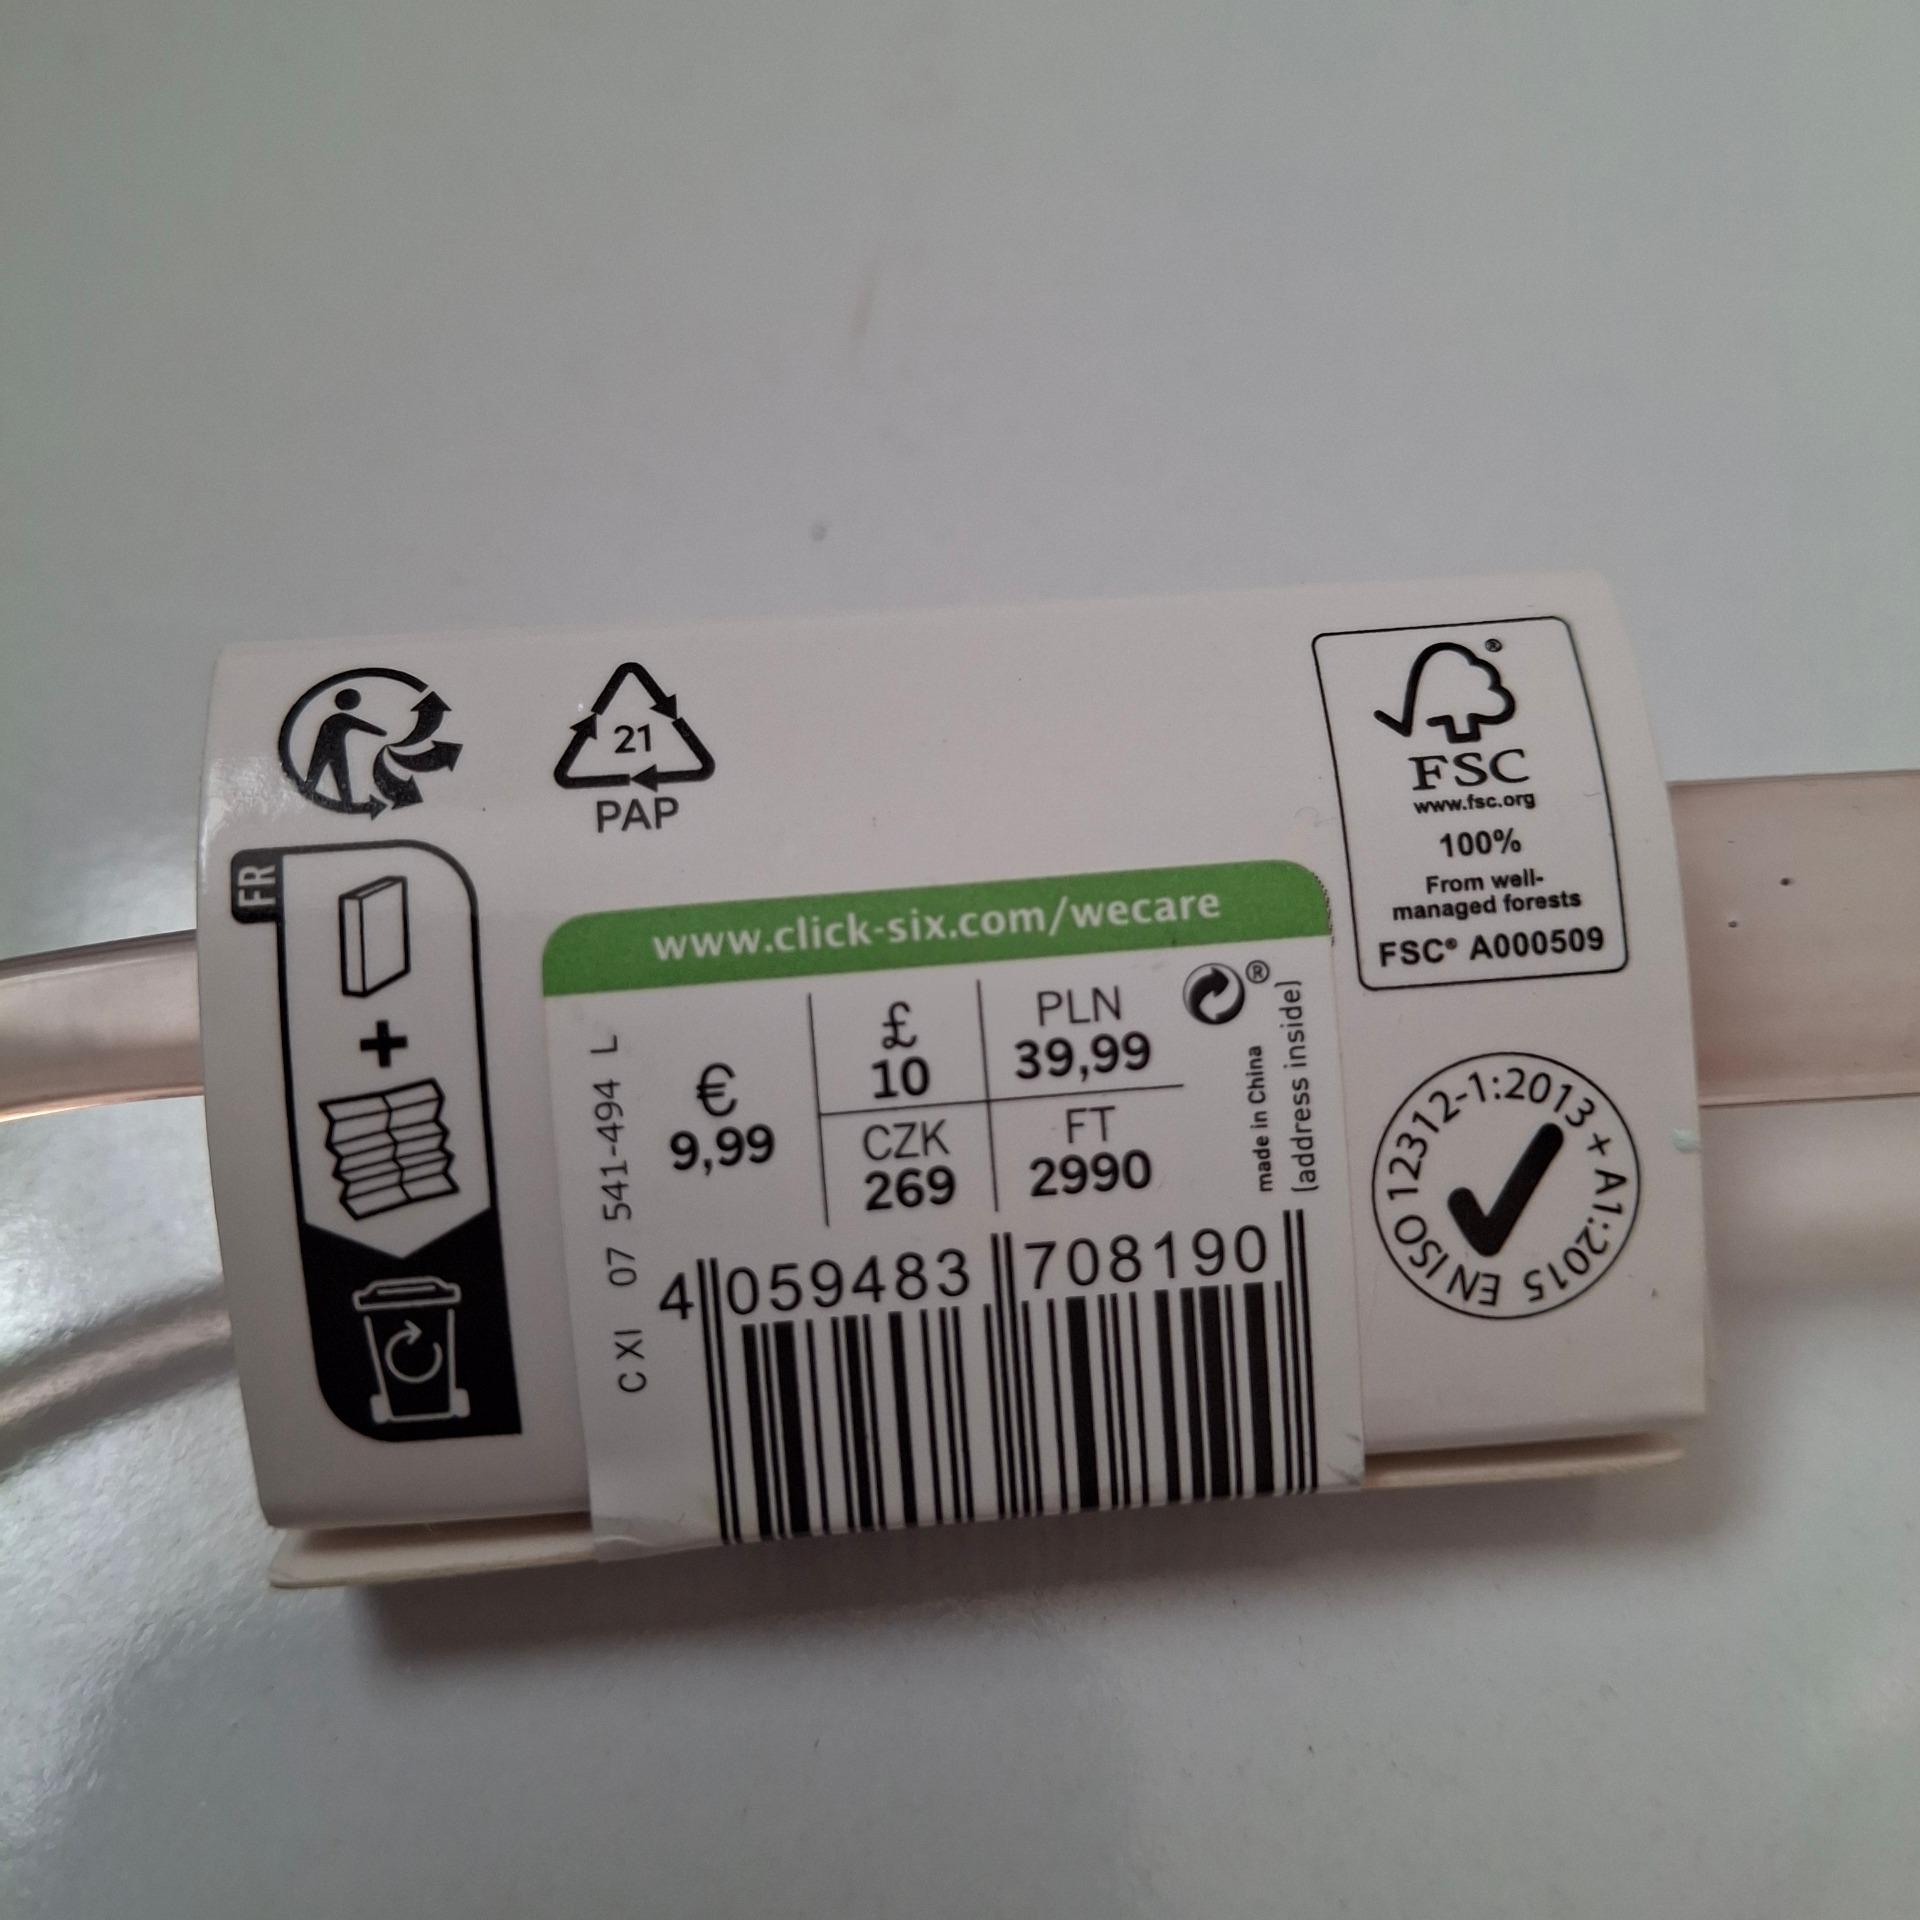 21
PAP
FR
®
FSC
www.fsc.org
100%
From well-
managed forests
FSC® A000509
www.click-six.com/wecare
C XI 07 541-494 L
€
9,99
£
10
PLN
39,99
CZK
269
FT
2990
®
made in China
(address inside)
4 059483 708190
EN ISO 12312-1:2013 + A1:2015